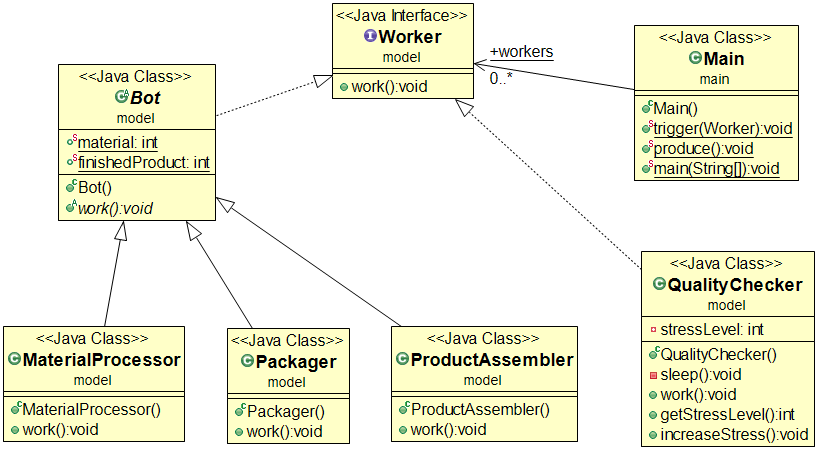 <<Java Interface>>
Worker
model
work():void
+workers
0..*
<<Java Class>>
Main
main
Main()
trigger(Worker):void
produce():void
main(String[]):void
<<Java Class>>
Bot
model
material: int
finishedProduct: int
Bot()
work():void
<<Java Class>>
QualityChecker
model
stressLevel: int
QualityChecker()
sleep():void
work():void
getStressLevel():int
increaseStress():void
<<Java Class>>
MaterialProcessor
model
MaterialProcessor()
work():void
<<Java Class>>
Packager
model
Packager()
work():void
<<Java Class>>
ProductAssembler
model
ProductAssembler()
work():void